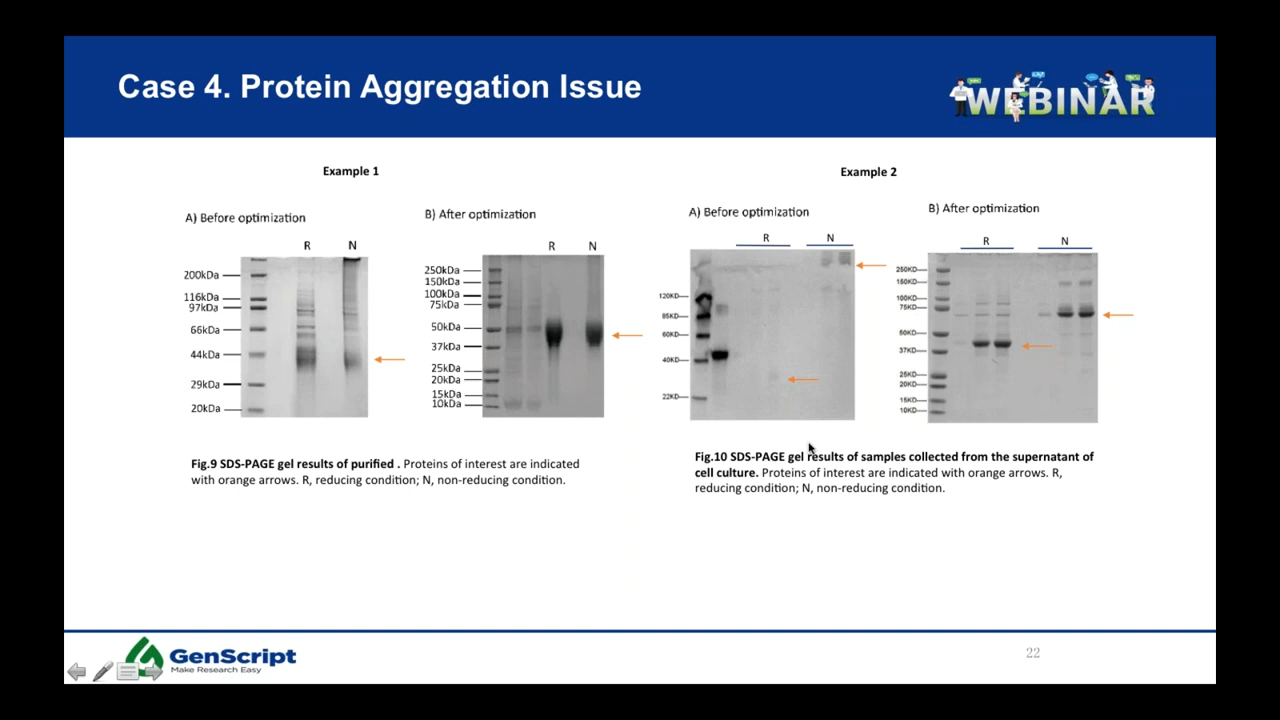 Case 4. Protein Aggregation Issue
WEBINAR
Example 1
A) Before optimization
R N
200kDa
116kDa
97kDa
66kDa
44kDa
29kDa
20kDa
B) After optimization
R N
250kDa
150kDa
100kDa
75kDa
50kDa
37kDa
25kDa
20kDa
15kDa
10kDa
Fig.9 SDS-PAGE gel results of purified . Proteins of interest are indicated
with orange arrows. R, reducing condition; N, non-reducing condition.
Example 2
A) Before optimization
R N
120KD
85KD
60KD
40KD
22KD
B) After optimization
R N
250KD
150KD
100KD
75KD
50KD
37KD
25KD
20KD
15KD
10KD
Fig.10 SDS-PAGE gel results of samples collected from the supernatant of
cell culture. Proteins of interest are indicated with orange arrows. R,
reducing condition; N, non-reducing condition.
GenScript
Make Research Easy
22